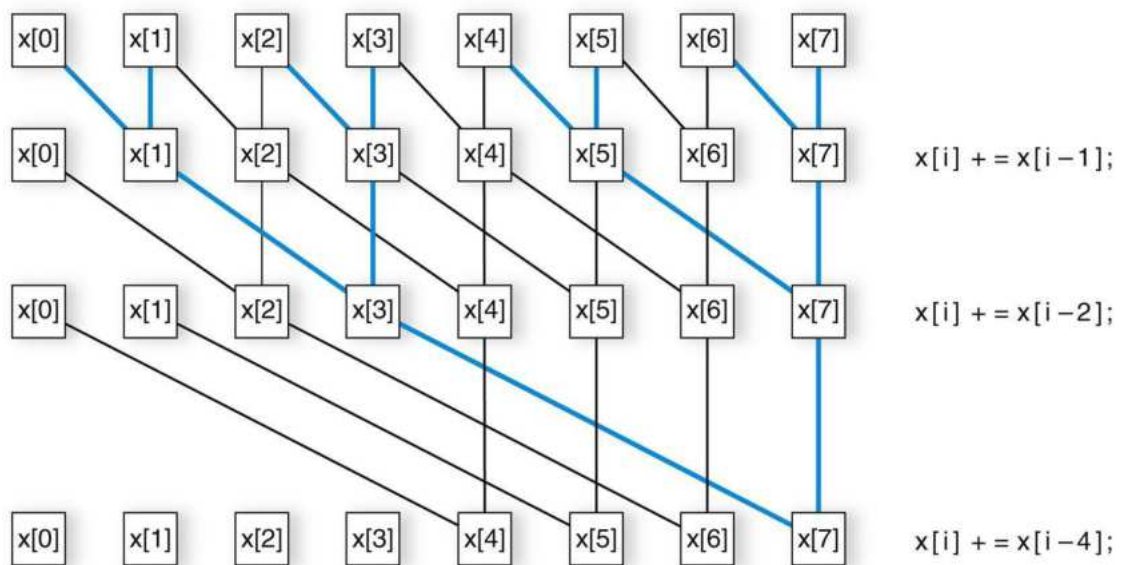 x[0] x[1] x[2] x[3] x[4] x[5] x[6] x[7]
x[0] x[1] x[2] x[3] x[4] x[5] x[6] x[7] x[i] += x[i-1];
x[0] x[1] x[2] x[3] x[4] x[5] x[6] x[7] x[i] += x[i-2];
x[0] x[1] x[2] x[3] x[4] x[5] x[6] x[7] x[i] += x[i-4];